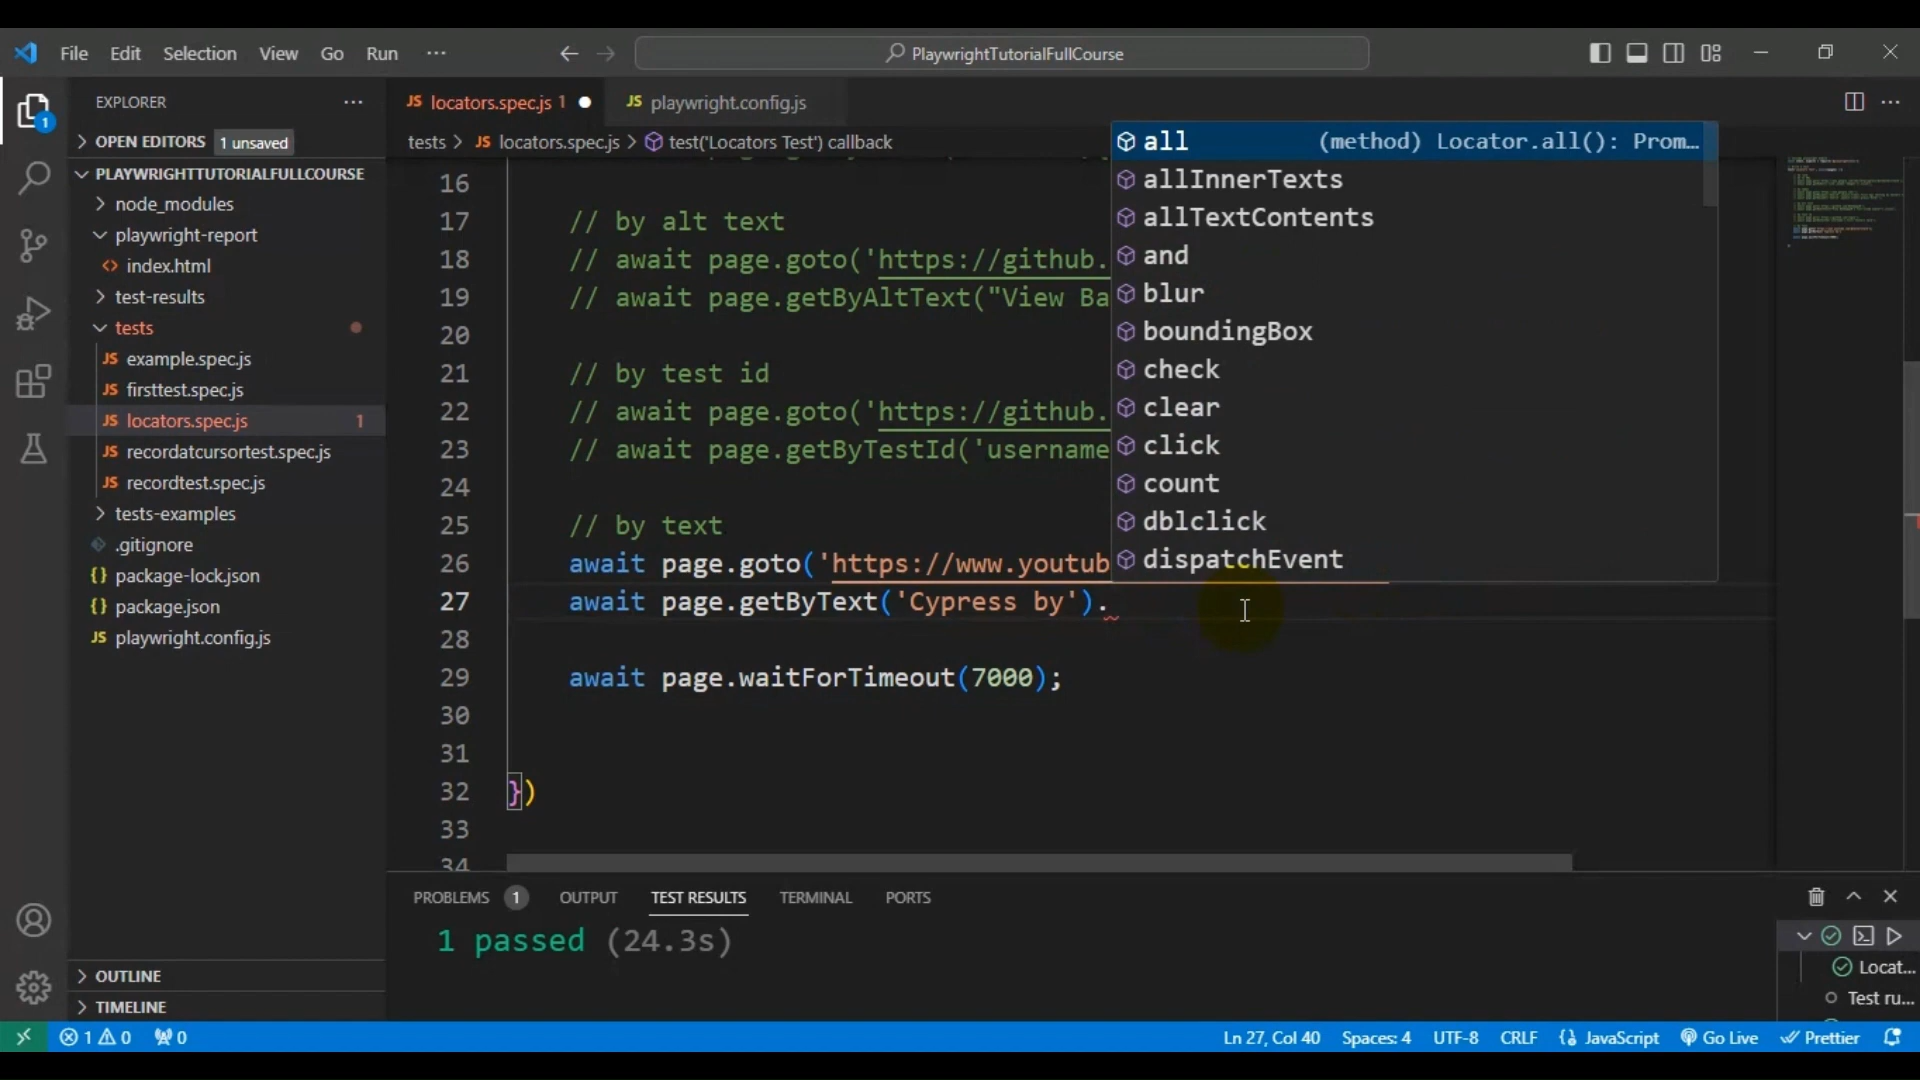 File Edit Selection View Go Run ···
PlaywrightTutorialFullCourse
EXPLORER ···
JS locators.spec.js 1
JS playwright.config.js
···
OPEN EDITORS 1 unsaved
tests > JS locators.spec.js > test('Locators Test') callback
1
PLAYWRIGHTTUTORIALFULLCOURSE
node_modules
playwright-report
<> index.html
test-results
tests
JS example.spec.js
JS firsttest.spec.js
JS locators.spec.js 1
JS recordatcursortest.spec.js
JS recordtest.spec.js
tests-examples
.gitignore
{} package-lock.json
{} package.json
JS playwright.config.js
OUTLINE
TIMELINE
16
17 // by alt text
18 // await page.goto('https://github.
19 // await page.getByAltText("View Ba
20
21 // by test id
22 // await page.goto('https://github.
23 // await page.getByTestId('username
24
25 // by text
26 await page.goto('https://www.youtub
27 await page.getByText('Cypress by').
28
29 await page.waitForTimeout(7000);
30
31
32 })
33
34
all (method) Locator.all(): Prom…
allInnerTexts
allTextContents
and
blur
boundingBox
check
clear
click
count
dblclick
dispatchEvent
PROBLEMS 1 OUTPUT TEST RESULTS TERMINAL PORTS
1 passed (24.3s)
Locat...
Test ru...
1 0 0
Ln 27, Col 40 Spaces: 4 UTF-8 CRLF {} JavaScript Go Live Prettier